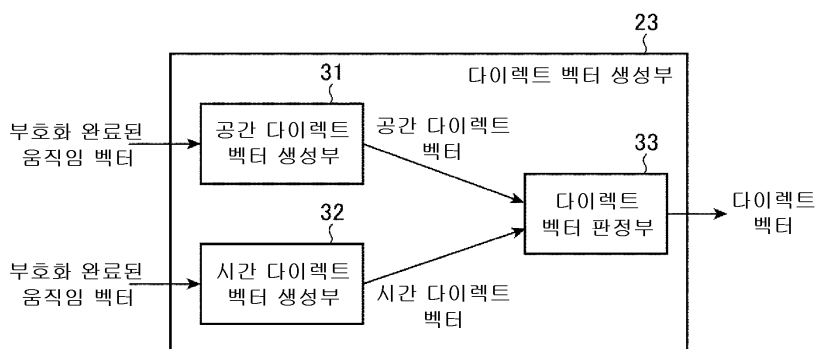 23
다이렉트 벡터 생성부
31
부호화 완료된
움직임 벡터
공간 다이렉트
벡터 생성부
공간 다이렉트
벡터
33
다이렉트
벡터 판정부
다이렉트
벡터
32
부호화 완료된
움직임 벡터
시간 다이렉트
벡터 생성부
시간 다이렉트
벡터